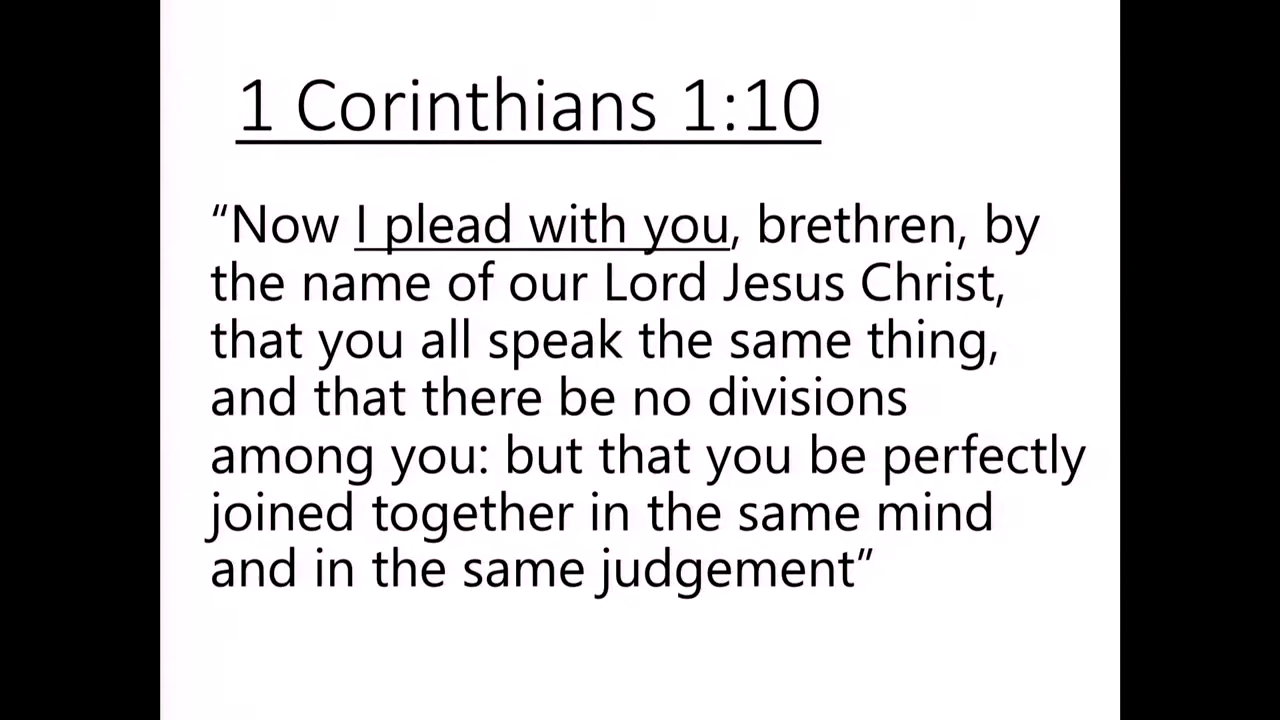 1 Corinthians 1:10
“Now I plead with you, brethren, by
the name of our Lord Jesus Christ,
that you all speak the same thing,
and that there be no divisions
among you: but that you be perfectly
joined together in the same mind
and in the same judgement”